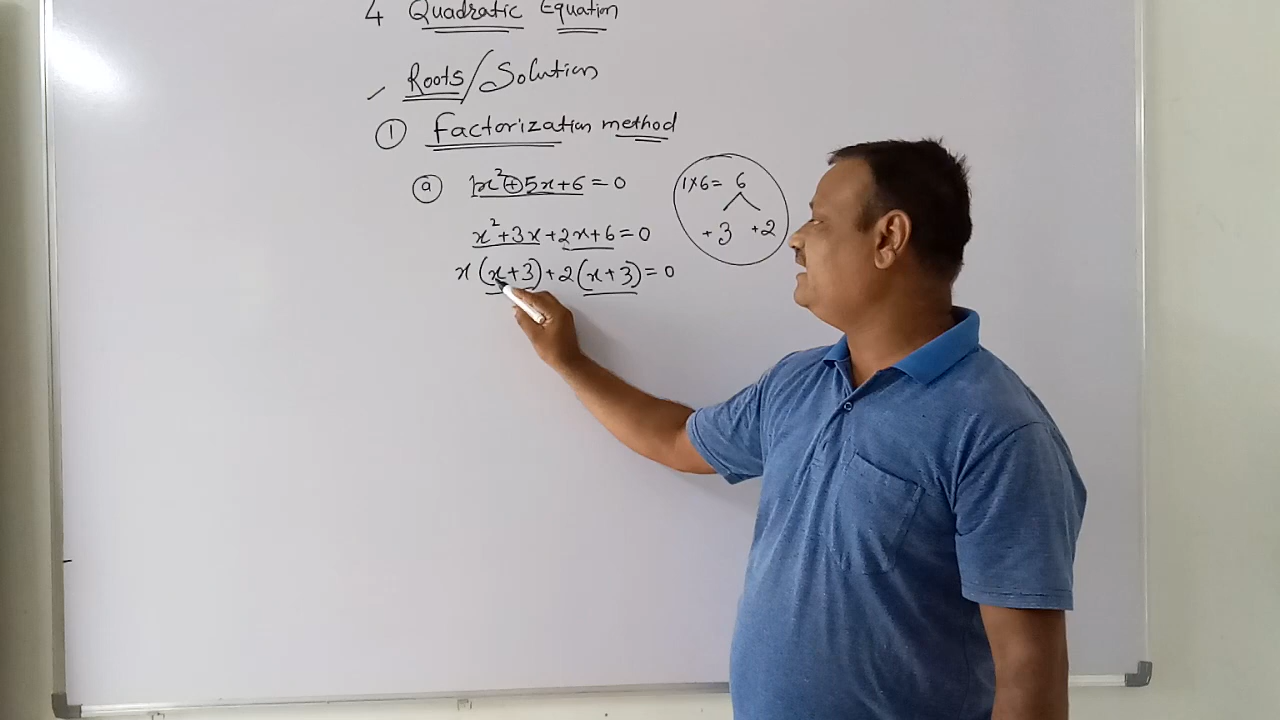 4 Quadratic Equation
Roots/Solution
① Factorization method
ⓐ 1x²+5x+6=0
1×6= 6
+3 +2
x²+3x+2x+6=0
x(x+3)+2(x+3)=0